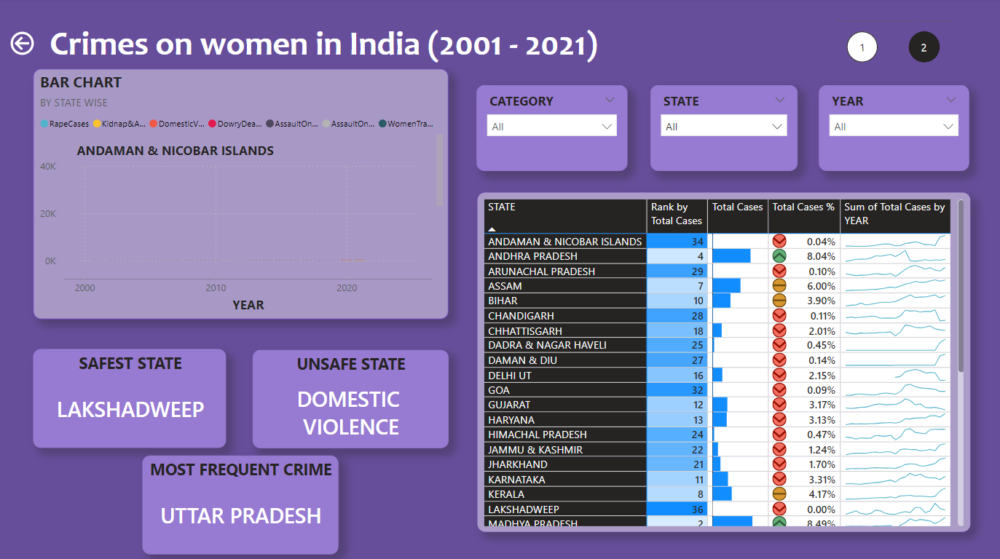 Crimes on women in India (2001 - 2021)
1
2
BAR CHART
BY STATE WISE
RapeCases Kidnap&A... DomesticV... DowryDea... AssaultOn... AssaultOn... WomenTra...
ANDAMAN & NICOBAR ISLANDS
40K
20K
0K
2000 2010 2020
YEAR
CATEGORY
All
STATE
All
YEAR
All
SAFEST STATE
LAKSHADWEEP
UNSAFE STATE
DOMESTIC
VIOLENCE
MOST FREQUENT CRIME
UTTAR PRADESH
STATE Rank by Total Cases Total Cases % Sum of Total Cases by
Total Cases YEAR
ANDAMAN & NICOBAR ISLANDS 34 0.04%
ANDHRA PRADESH 4 8.04%
ARUNACHAL PRADESH 29 0.10%
ASSAM 7 6.00%
BIHAR 10 3.90%
CHANDIGARH 28 0.11%
CHHATTISGARH 18 2.01%
DADRA & NAGAR HAVELI 25 0.45%
DAMAN & DIU 27 0.14%
DELHI UT 16 2.15%
GOA 32 0.09%
GUJARAT 12 3.17%
HARYANA 13 3.13%
HIMACHAL PRADESH 24 0.47%
JAMMU & KASHMIR 22 1.24%
JHARKHAND 21 1.70%
KARNATAKA 11 3.31%
KERALA 8 4.17%
LAKSHADWEEP 36 0.00%
MADHYA PRADESH 2 8.49%